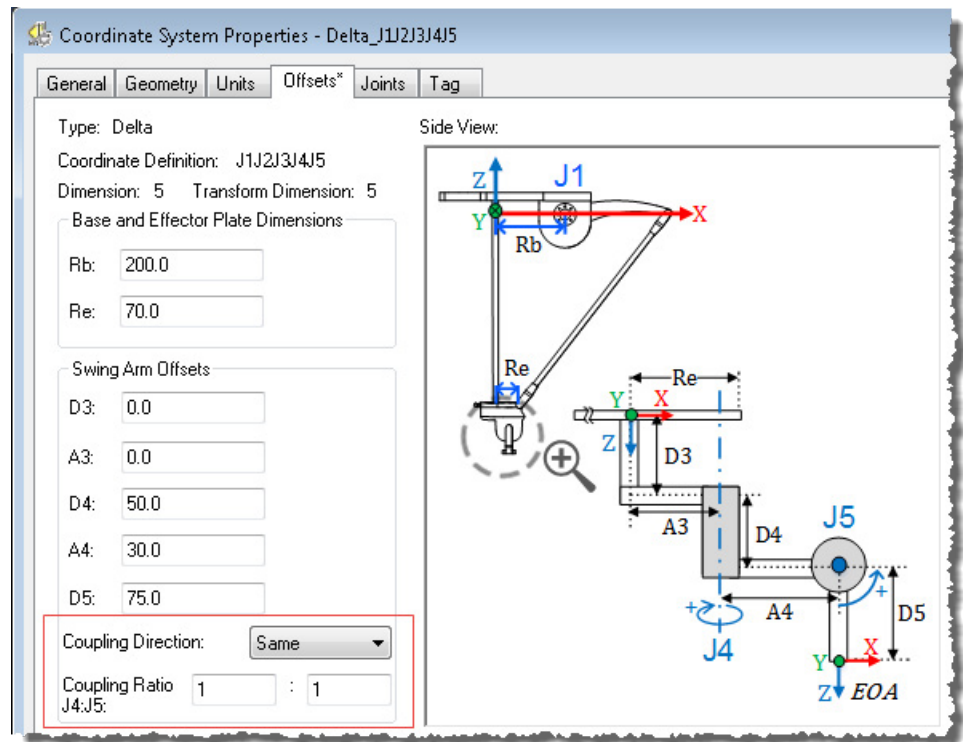 Coordinate System Properties - Delta_J1J2J3J4J5
General Geometry Units Offsets* Joints Tag
Type: Delta
Coordinate Definition: J1J2J3J4J5
Dimension: 5 Transform Dimension: 5
Base and Effector Plate Dimensions
Rb: 200.0
Re: 70.0
Swing Arm Offsets
D3: 0.0
A3: 0.0
D4: 50.0
A4: 30.0
D5: 75.0
Coupling Direction: Same
Coupling Ratio J4:J5: 1 : 1
Side View:
Z
J1
Y
X
Rb
Re
Re
Y X
Z
D3
A3
D4
J5
+
A4
D5
+
J4
Y X
Z EOA